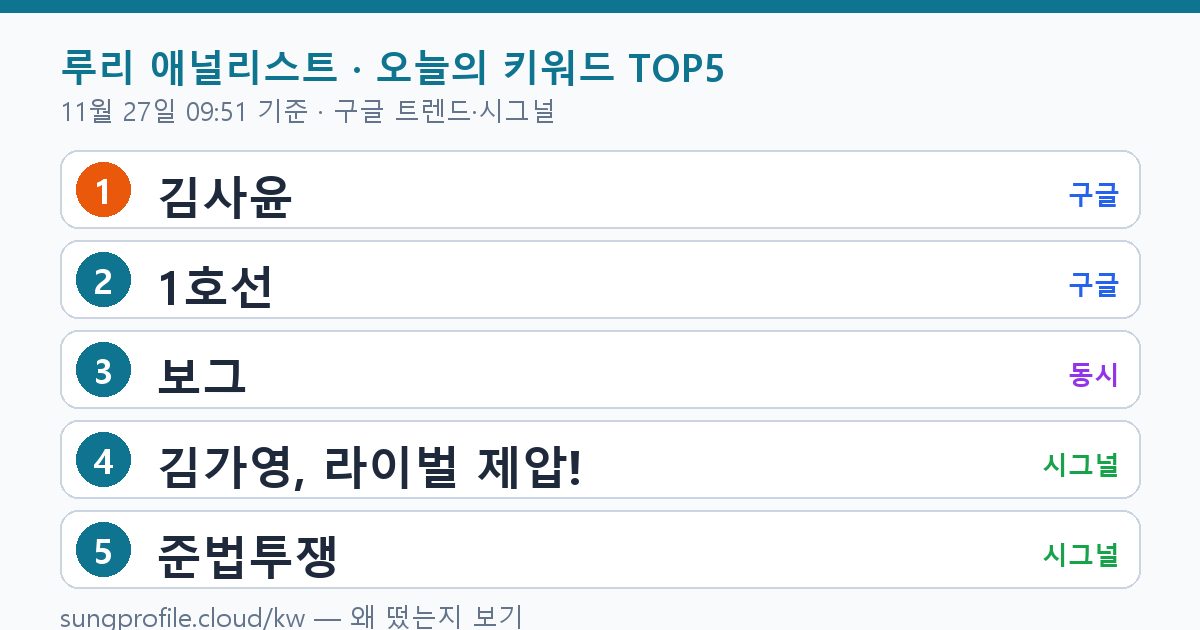 루리 애널리스트 · 오늘의 키워드 TOP5
11월 27일 09:51 기준 · 구글 트렌드·시그널
1 김사윤 구글
2 1호선 구글
3 보그 동시
4 김가영, 라이벌 제압! 시그널
5 준법투쟁 시그널
sungprofile.cloud/kw — 왜 떴는지 보기